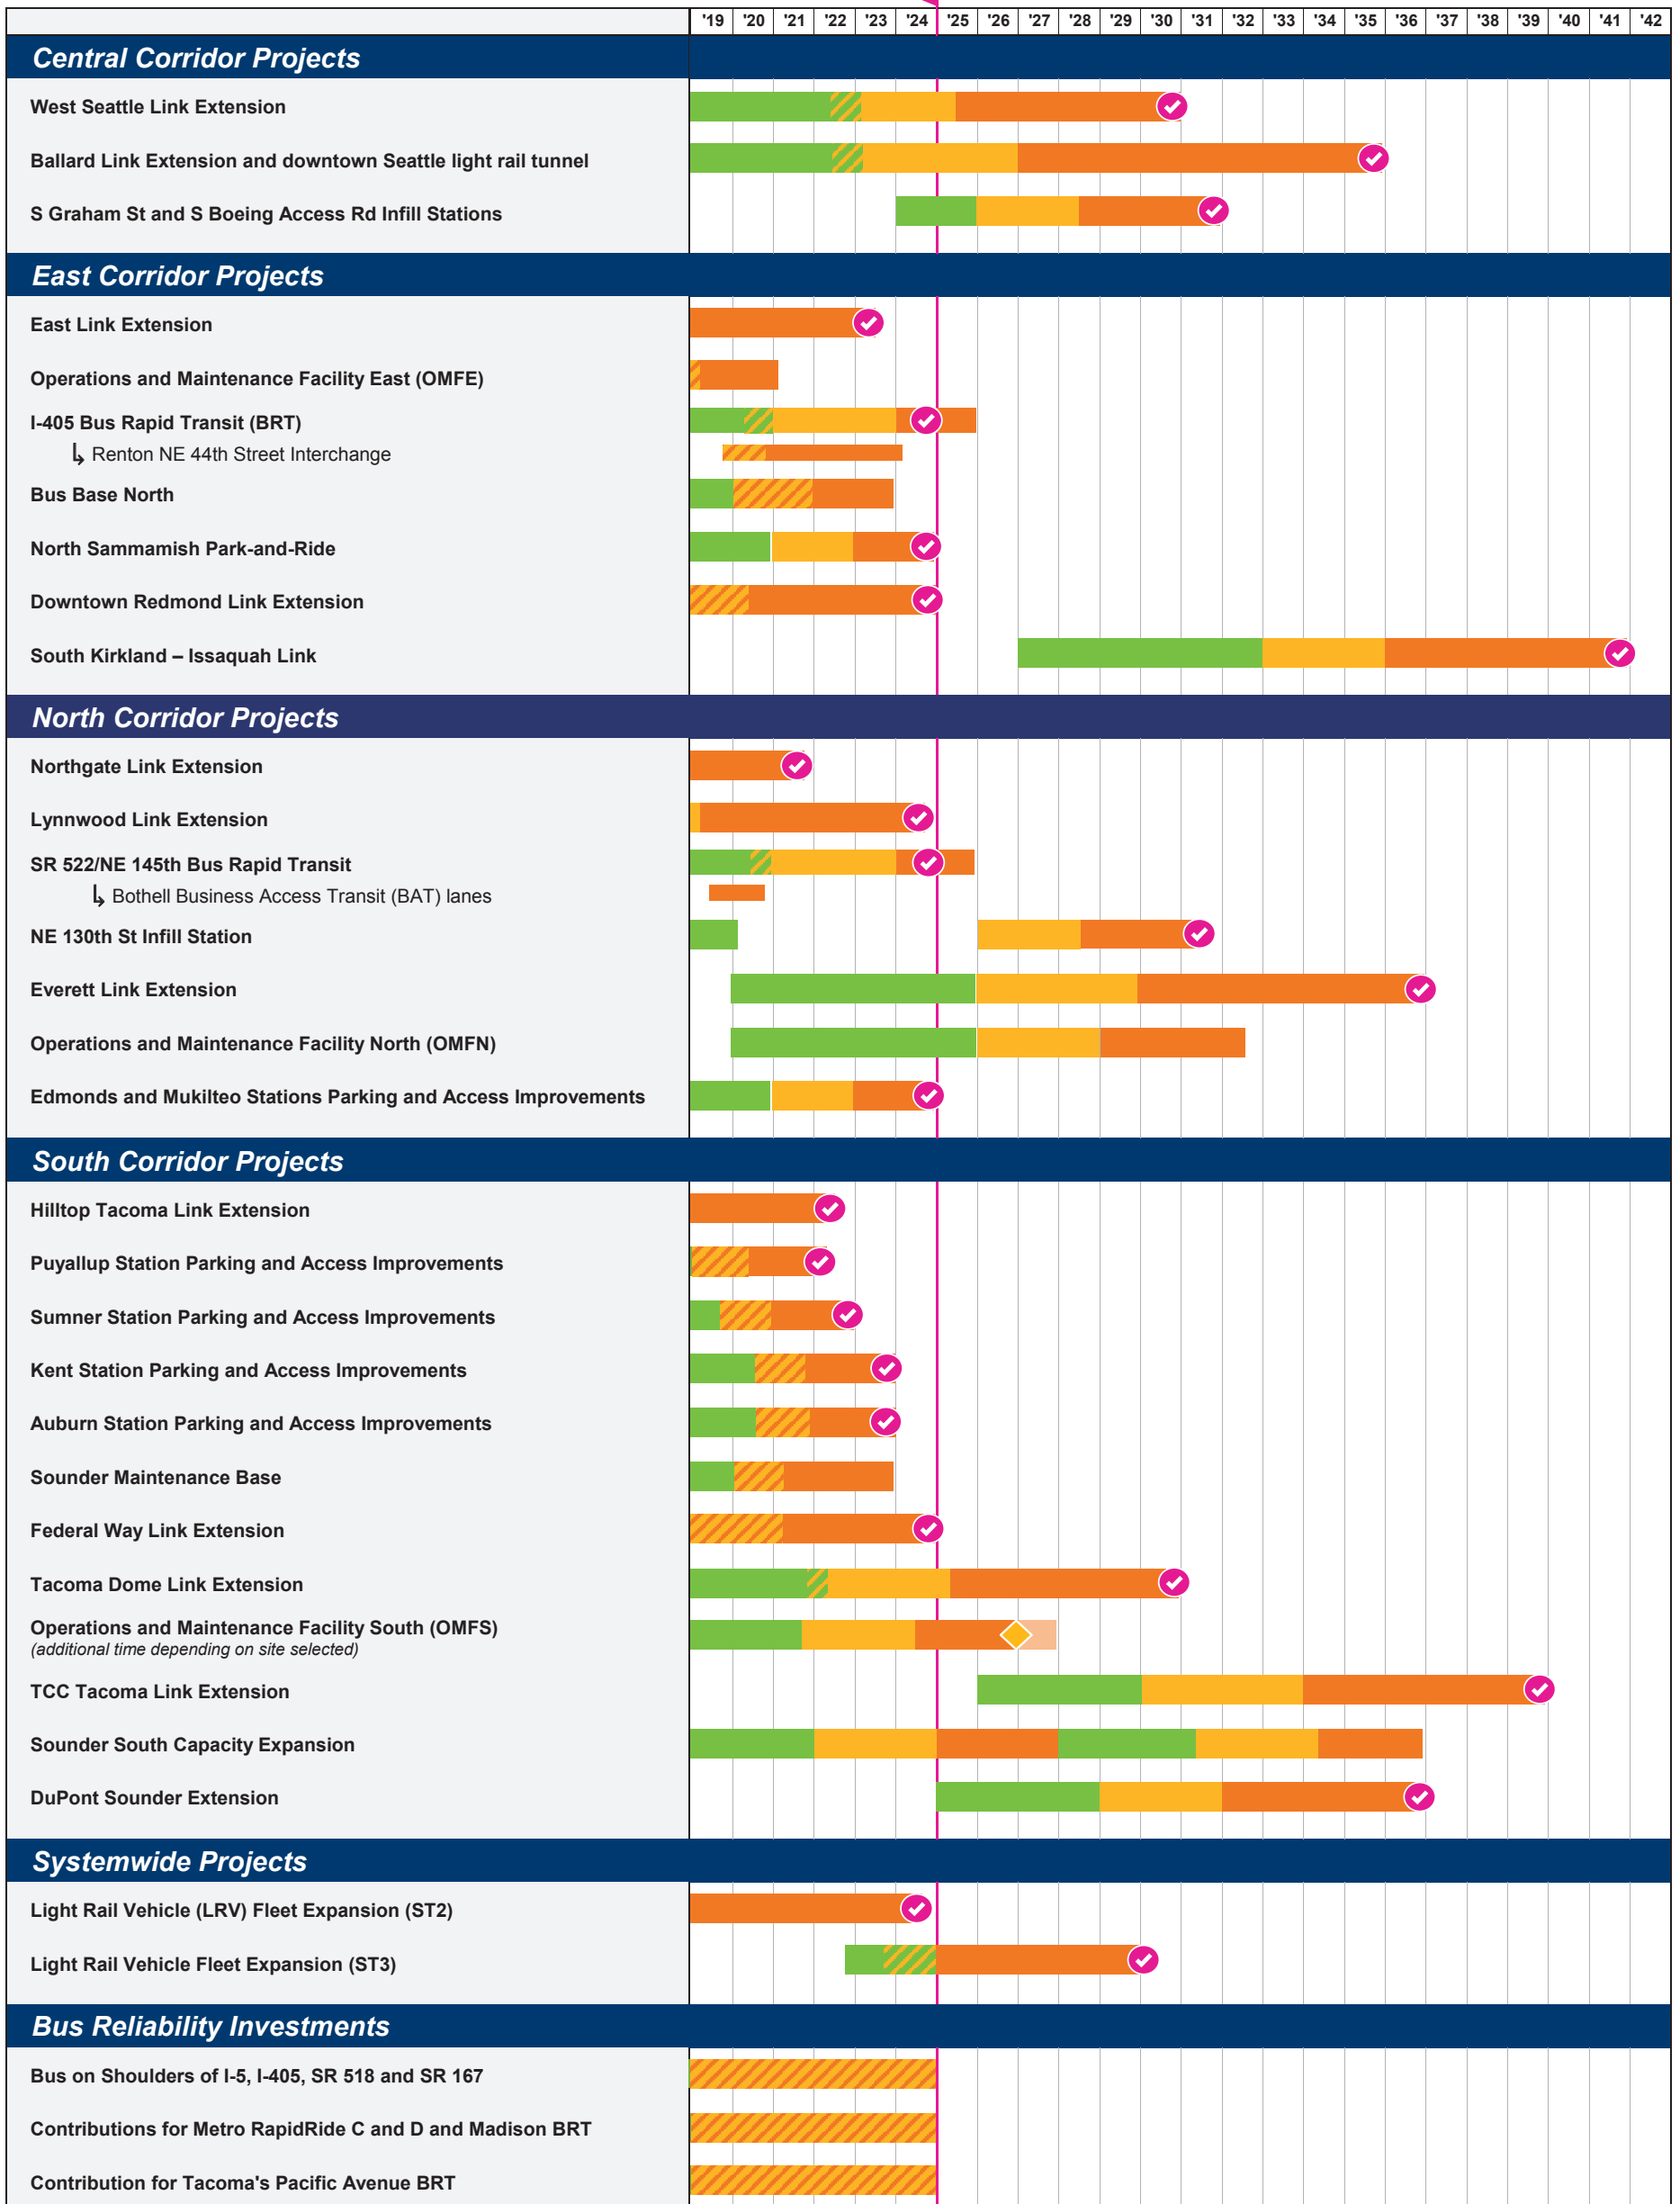 '19 '20 '21 '22 '23 '24 '25 '26 '27 '28 '29 '30 '31 '32 '33 '34 '35 '36 '37 '38 '39 '40 '41 '42
Central Corridor Projects
West Seattle Link Extension
Ballard Link Extension and downtown Seattle light rail tunnel
S Graham St and S Boeing Access Rd Infill Stations
East Corridor Projects
East Link Extension
Operations and Maintenance Facility East (OMFE)
I-405 Bus Rapid Transit (BRT)
Renton NE 44th Street Interchange
Bus Base North
North Sammamish Park-and-Ride
Downtown Redmond Link Extension
South Kirkland – Issaquah Link
North Corridor Projects
Northgate Link Extension
Lynnwood Link Extension
SR 522/NE 145th Bus Rapid Transit
Bothell Business Access Transit (BAT) lanes
NE 130th St Infill Station
Everett Link Extension
Operations and Maintenance Facility North (OMFN)
Edmonds and Mukilteo Stations Parking and Access Improvements
South Corridor Projects
Hilltop Tacoma Link Extension
Puyallup Station Parking and Access Improvements
Sumner Station Parking and Access Improvements
Kent Station Parking and Access Improvements
Auburn Station Parking and Access Improvements
Sounder Maintenance Base
Federal Way Link Extension
Tacoma Dome Link Extension
Operations and Maintenance Facility South (OMFS)
(additional time depending on site selected)
TCC Tacoma Link Extension
Sounder South Capacity Expansion
DuPont Sounder Extension
Systemwide Projects
Light Rail Vehicle (LRV) Fleet Expansion (ST2)
Light Rail Vehicle Fleet Expansion (ST3)
Bus Reliability Investments
Bus on Shoulders of I-5, I-405, SR 518 and SR 167
Contributions for Metro RapidRide C and D and Madison BRT
Contribution for Tacoma's Pacific Avenue BRT